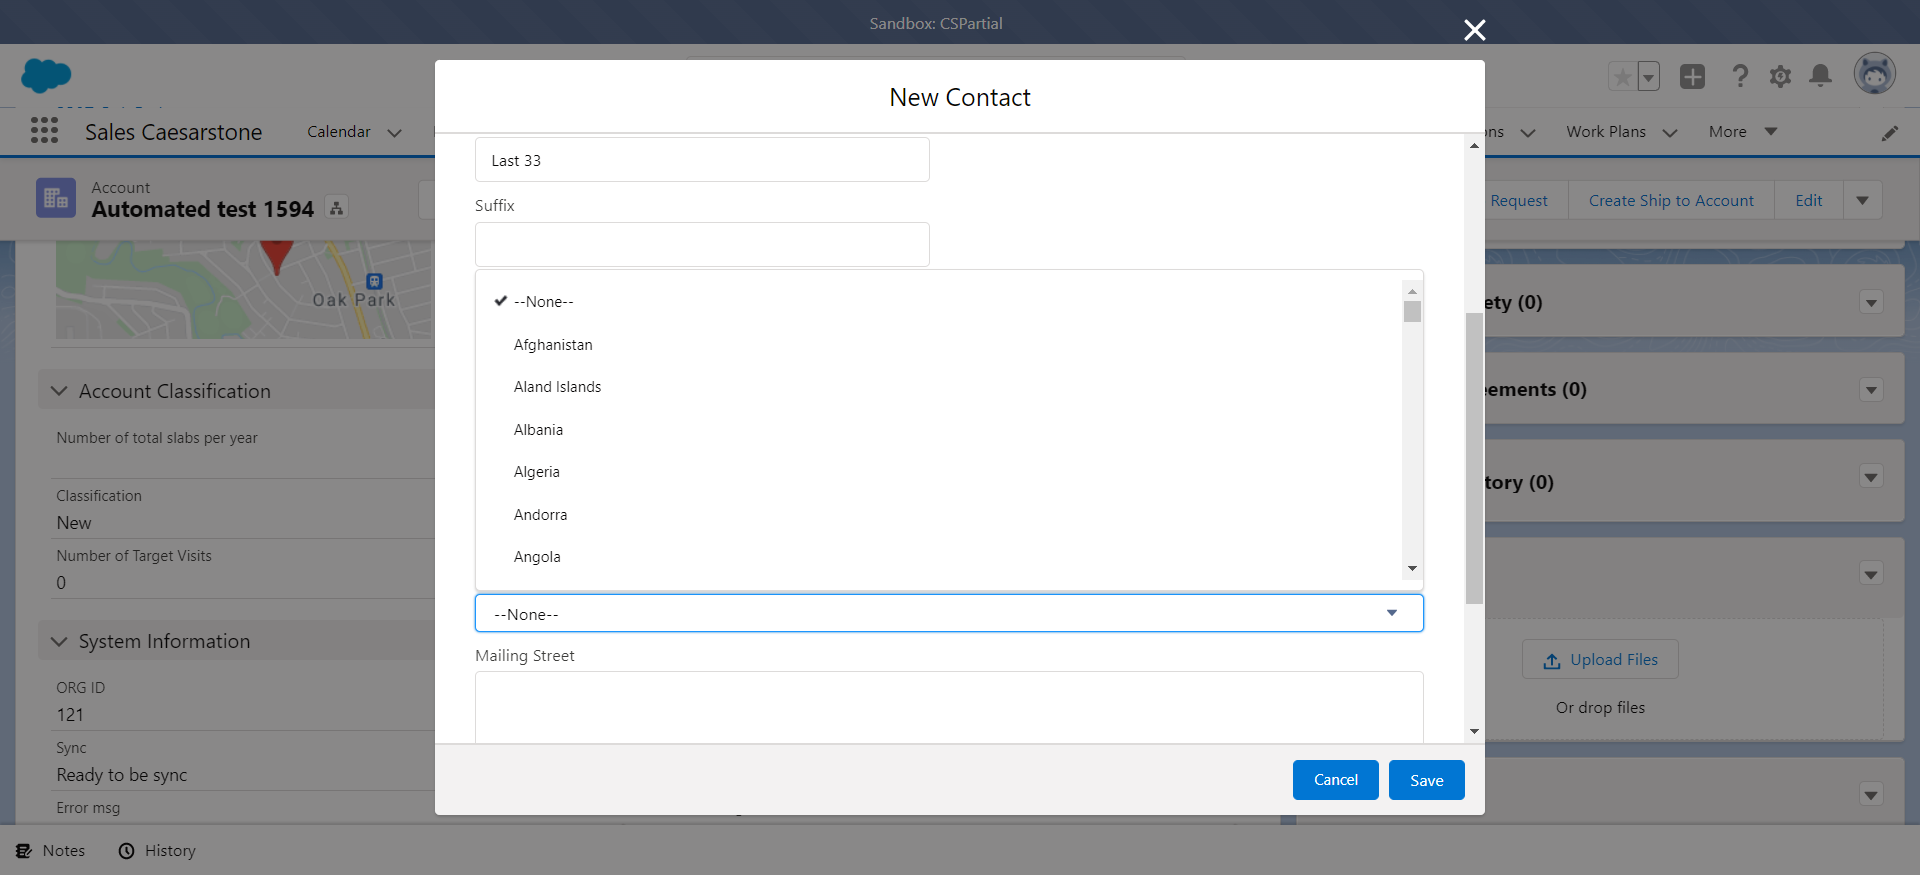 Sandbox: CSPartial
New Contact
Sales Caesarstone
Calendar
ns
Work Plans
More
Account
Automated test 1594
Request
Create Ship to Account
Edit
Last 33
Suffix
--None--
Afghanistan
Aland Islands
Albania
Algeria
Andorra
Angola
--None--
Mailing Street
Cancel
Save
Oak Park
Account Classification
Number of total slabs per year
Classification
New
Number of Target Visits
0
System Information
ORG ID
121
Sync
Ready to be sync
Error msg
ety (0)
ements (0)
tory (0)
Upload Files
Or drop files
Notes
History